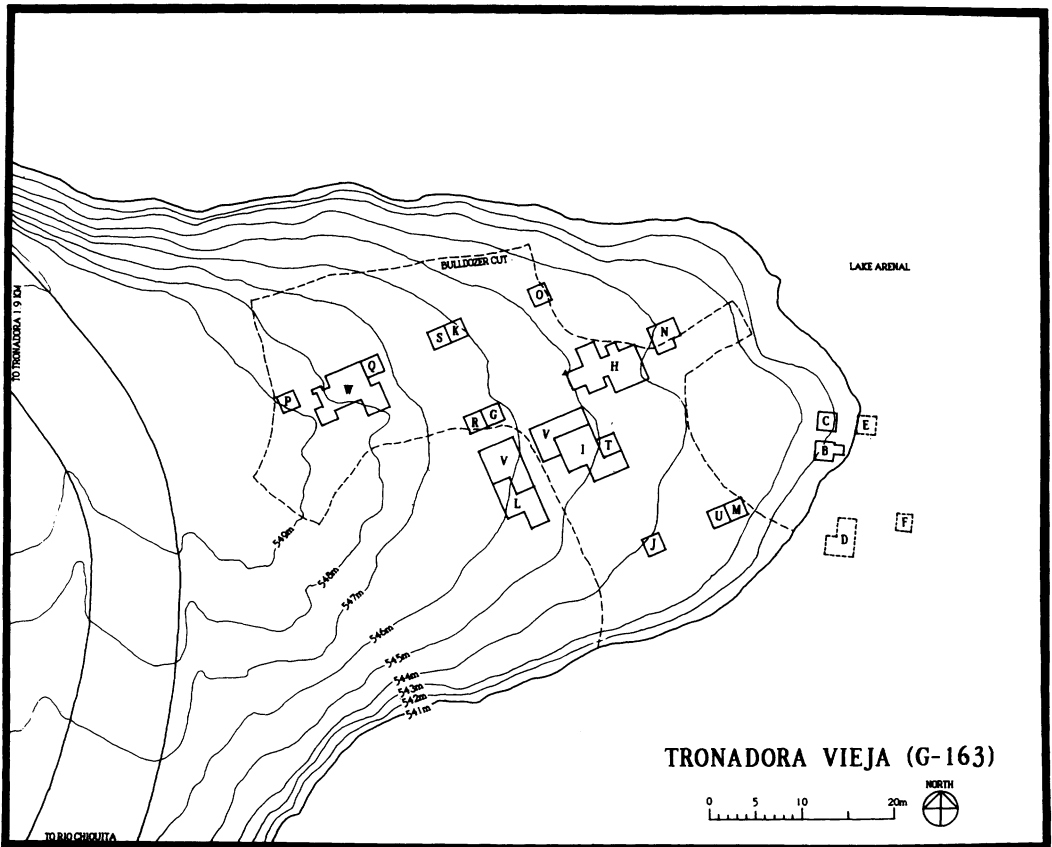 BULLDOZER CUT
LAKE ARENAL
TO TRONADORA 1.9 KM
O
N
S K
H
Q
W
P
R G
C
E
V
V
I
T
B
L
U M
F
D
J
549m
548m
547m
546m
545m
544m
543m
542m
541m
TRONADORA VIEJA (G-163)
NORTH
0 5 10 20m
TO RIO CHIQUITA